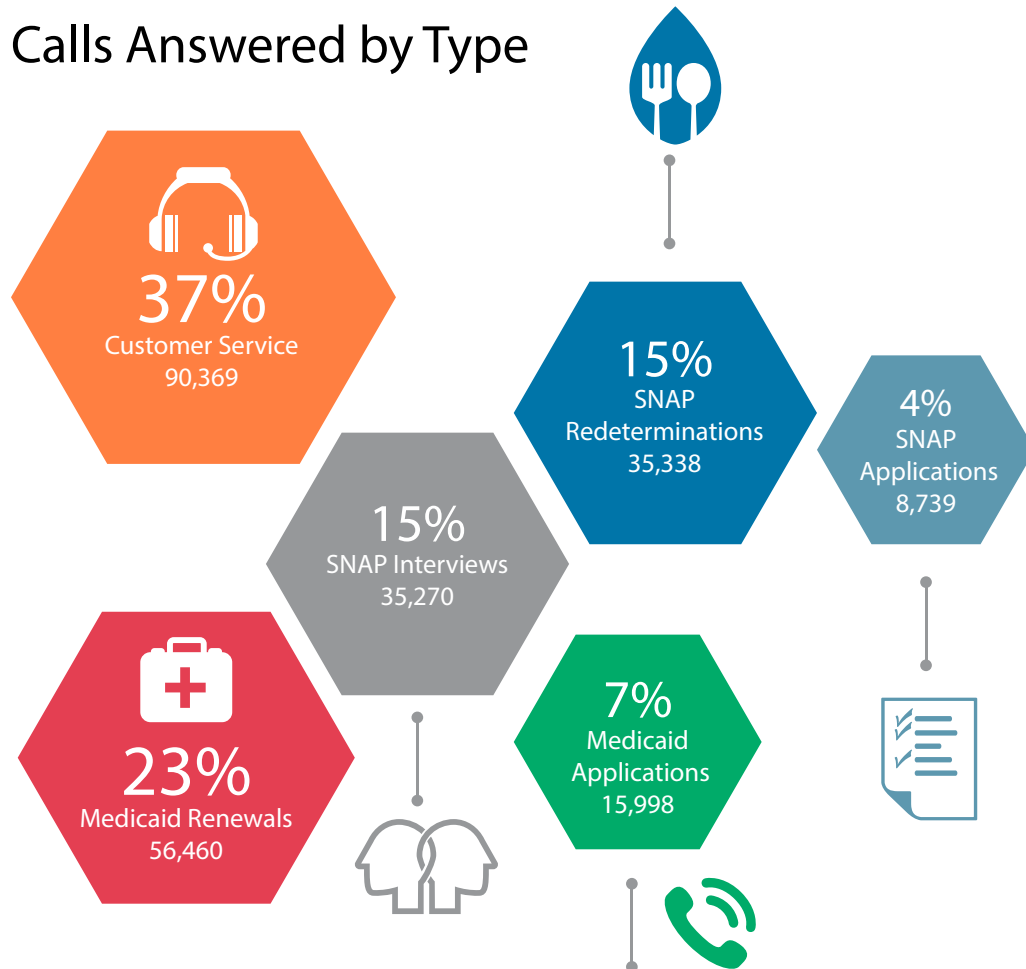 Calls Answered by Type
37%
Customer Service
90,369
15%
SNAP
Redeterminations
35,338
4%
SNAP
Applications
8,739
15%
SNAP Interviews
35,270
23%
Medicaid Renewals
56,460
7%
Medicaid
Applications
15,998